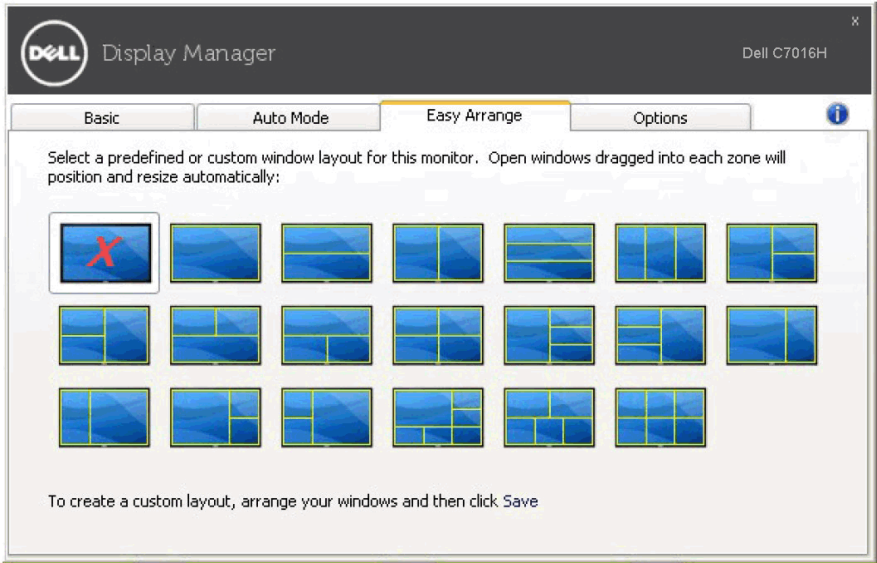 X
DELL
Display Manager
Dell C7016H
Basic
Auto Mode
Easy Arrange
Options
i
Select a predefined or custom window layout for this monitor. Open windows dragged into each zone will
position and resize automatically:
X
To create a custom layout, arrange your windows and then click Save